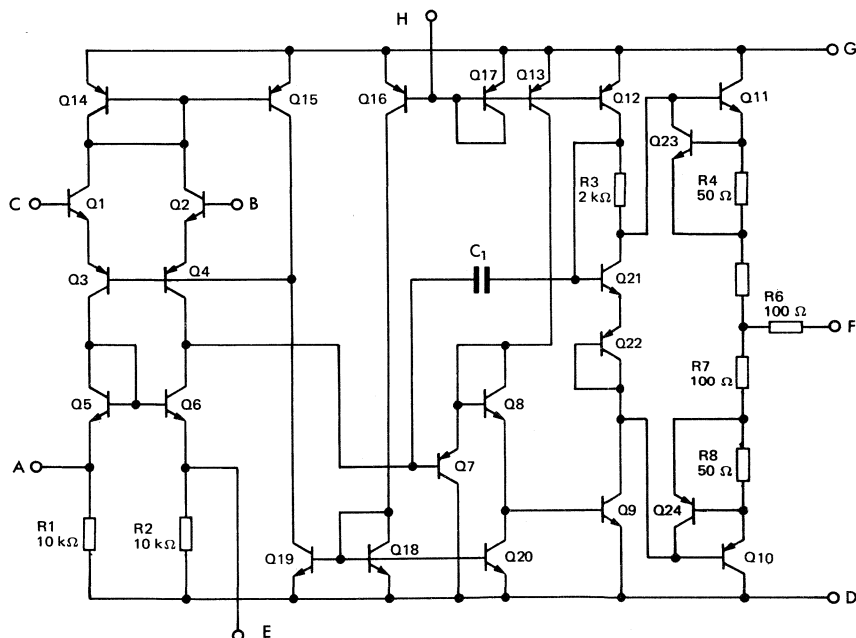 H
G
Q14
Q15
Q16
Q17
Q13
Q12
Q11
Q23
R3
2 kΩ
R4
50 Ω
C
Q1
Q2
B
C1
Q3
Q4
Q21
R6
100 Ω
F
Q22
R7
100 Ω
Q5
Q6
Q8
A
Q7
R8
50 Ω
R1
10 kΩ
R2
10 kΩ
Q9
Q24
Q19
Q18
Q20
Q10
D
E